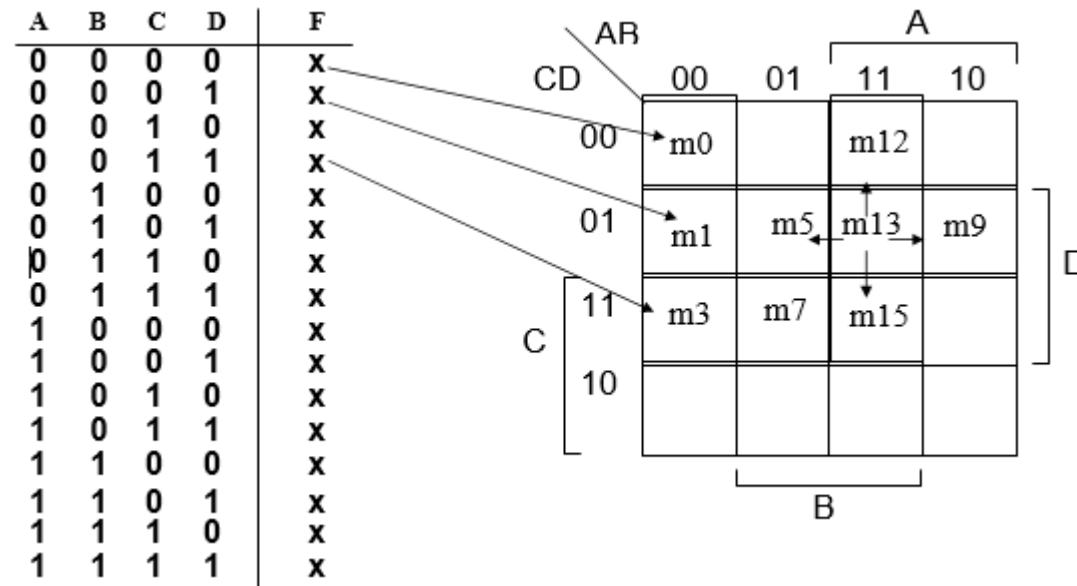 A B C D F
0 0 0 0 x
0 0 0 1 x
0 0 1 0 x
0 0 1 1 x
0 1 0 0 x
0 1 0 1 x
0 1 1 0 x
0 1 1 1 x
1 0 0 0 x
1 0 0 1 x
1 0 1 0 x
1 0 1 1 x
1 1 0 0 x
1 1 0 1 x
1 1 1 0 x
1 1 1 1 x
A
AB
CD 00 01 11 10
00 m0 m12
01 m1 m5 m13 m9
D
11 m3 m7 m15
C
10
B